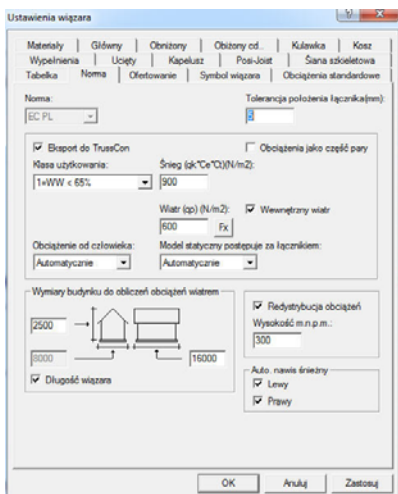 Ustawienia wiązara
Materiały Główny Obniżony Obiżony cd.. Kulawka Kosz
Wypełnienia Ucięty Kapelusz Posi-Joist Ściana szkieletowa
Tabelka Norma Ofertowanie Symbol wiązara Obciążenia standardowe
Norma: Tolerancja położenia łącznika(mm):
EC PL 5
Eksport do TrussCon Obciążenia jako część pary
Klasa użytkowania: Śnieg (qk*Ce*Ct)(N/m2):
1=WW < 65% 900
Wiatr (qp) (N/m2): Wewnętrzny wiatr
600 Fx
Obciążenie od człowieka: Model statyczny postępuje za łącznikiem:
Automatycznie Automatycznie
Wymiary budynku do obliczeń obciążeń wiatrem
Redystrybucja obciążeń
2500 Wysokość m.n.p.m.:
300
8000 16000
Auto. nawis śnieżny
Długość wiązara Lewy
Prawy
OK Anuluj Zastosuj